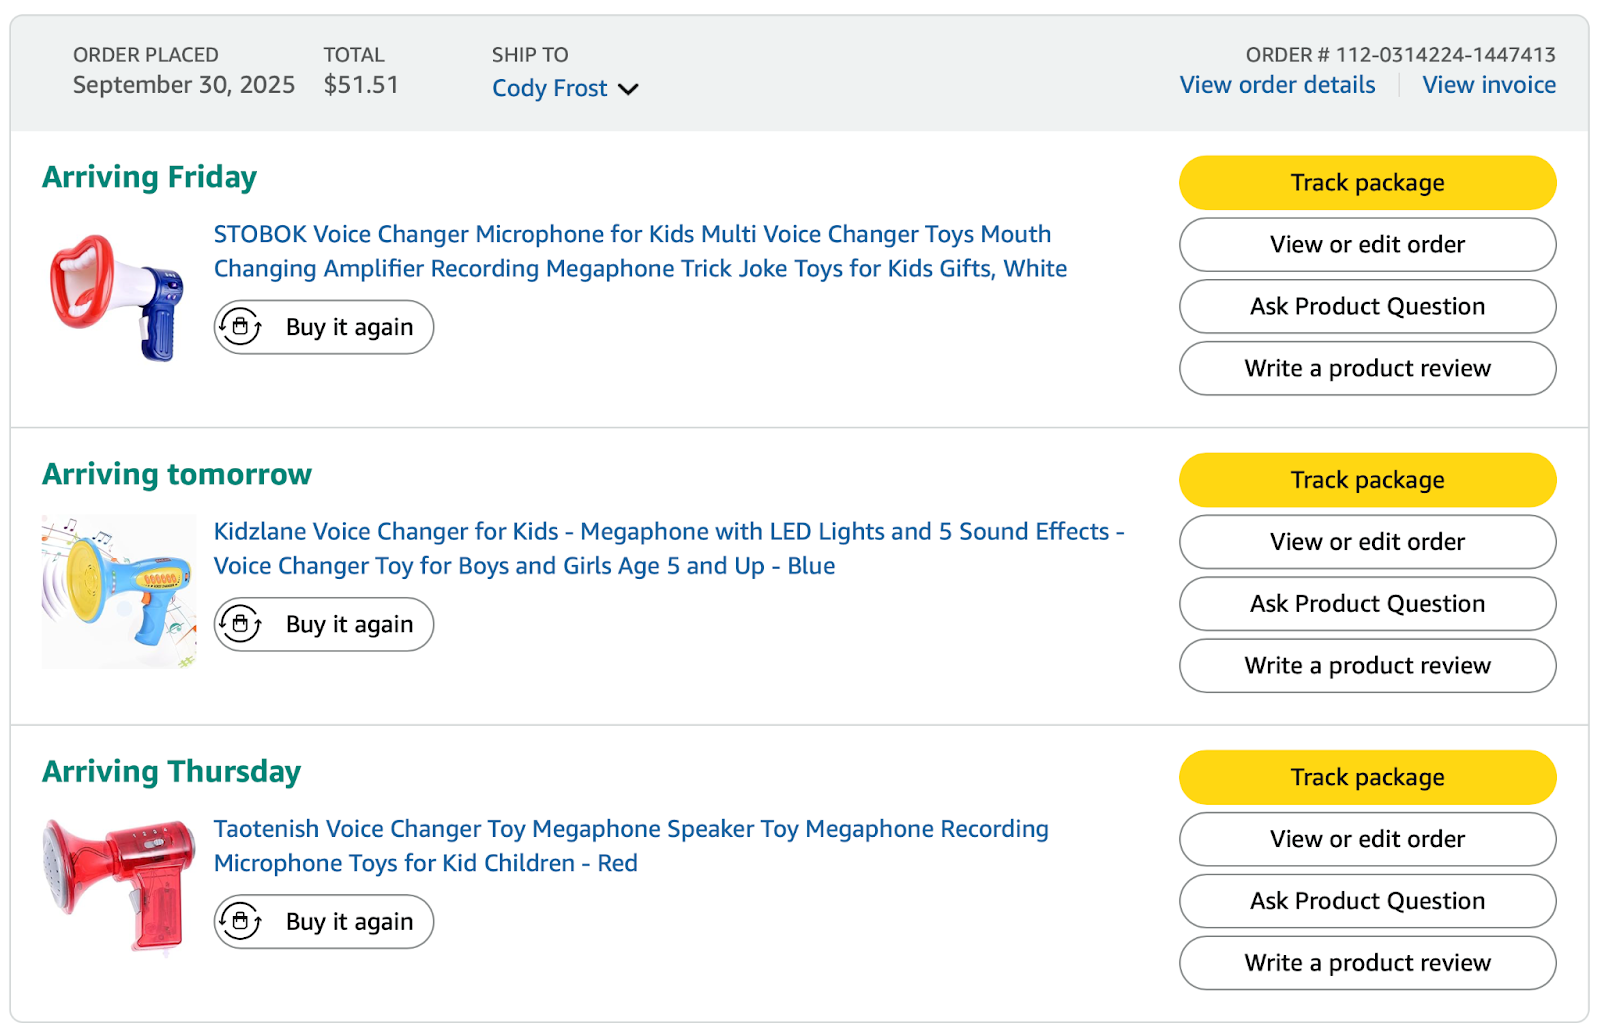 ORDER PLACED
September 30, 2025
TOTAL
$51.51
SHIP TO
Cody Frost
ORDER # 112-0314224-1447413
View order details
View invoice
Arriving Friday
STOBOK Voice Changer Microphone for Kids Multi Voice Changer Toys Mouth
Changing Amplifier Recording Megaphone Trick Joke Toys for Kids Gifts, White
Buy it again
Track package
View or edit order
Ask Product Question
Write a product review
Arriving tomorrow
Kidzlane Voice Changer for Kids - Megaphone with LED Lights and 5 Sound Effects -
Voice Changer Toy for Boys and Girls Age 5 and Up - Blue
Buy it again
Track package
View or edit order
Ask Product Question
Write a product review
Arriving Thursday
1 2 3 4
Taotenish Voice Changer Toy Megaphone Speaker Toy Megaphone Recording
Microphone Toys for Kid Children - Red
Buy it again
Track package
View or edit order
Ask Product Question
Write a product review